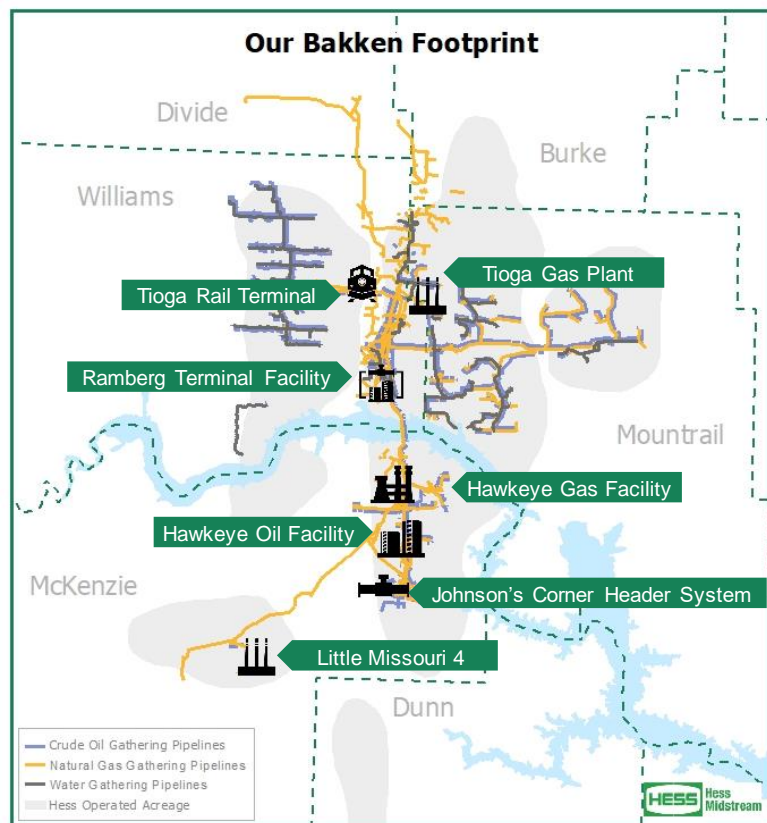 Our Bakken Footprint
Divide
Burke
Williams
Tioga Gas Plant
Tioga Rail Terminal
Ramberg Terminal Facility
Mountrail
Hawkeye Gas Facility
Hawkeye Oil Facility
McKenzie
Johnson's Corner Header System
Little Missouri 4
Dunn
Crude Oil Gathering Pipelines
Natural Gas Gathering Pipelines
Water Gathering Pipelines
Hess Operated Acreage
HESS
Hess
Midstream